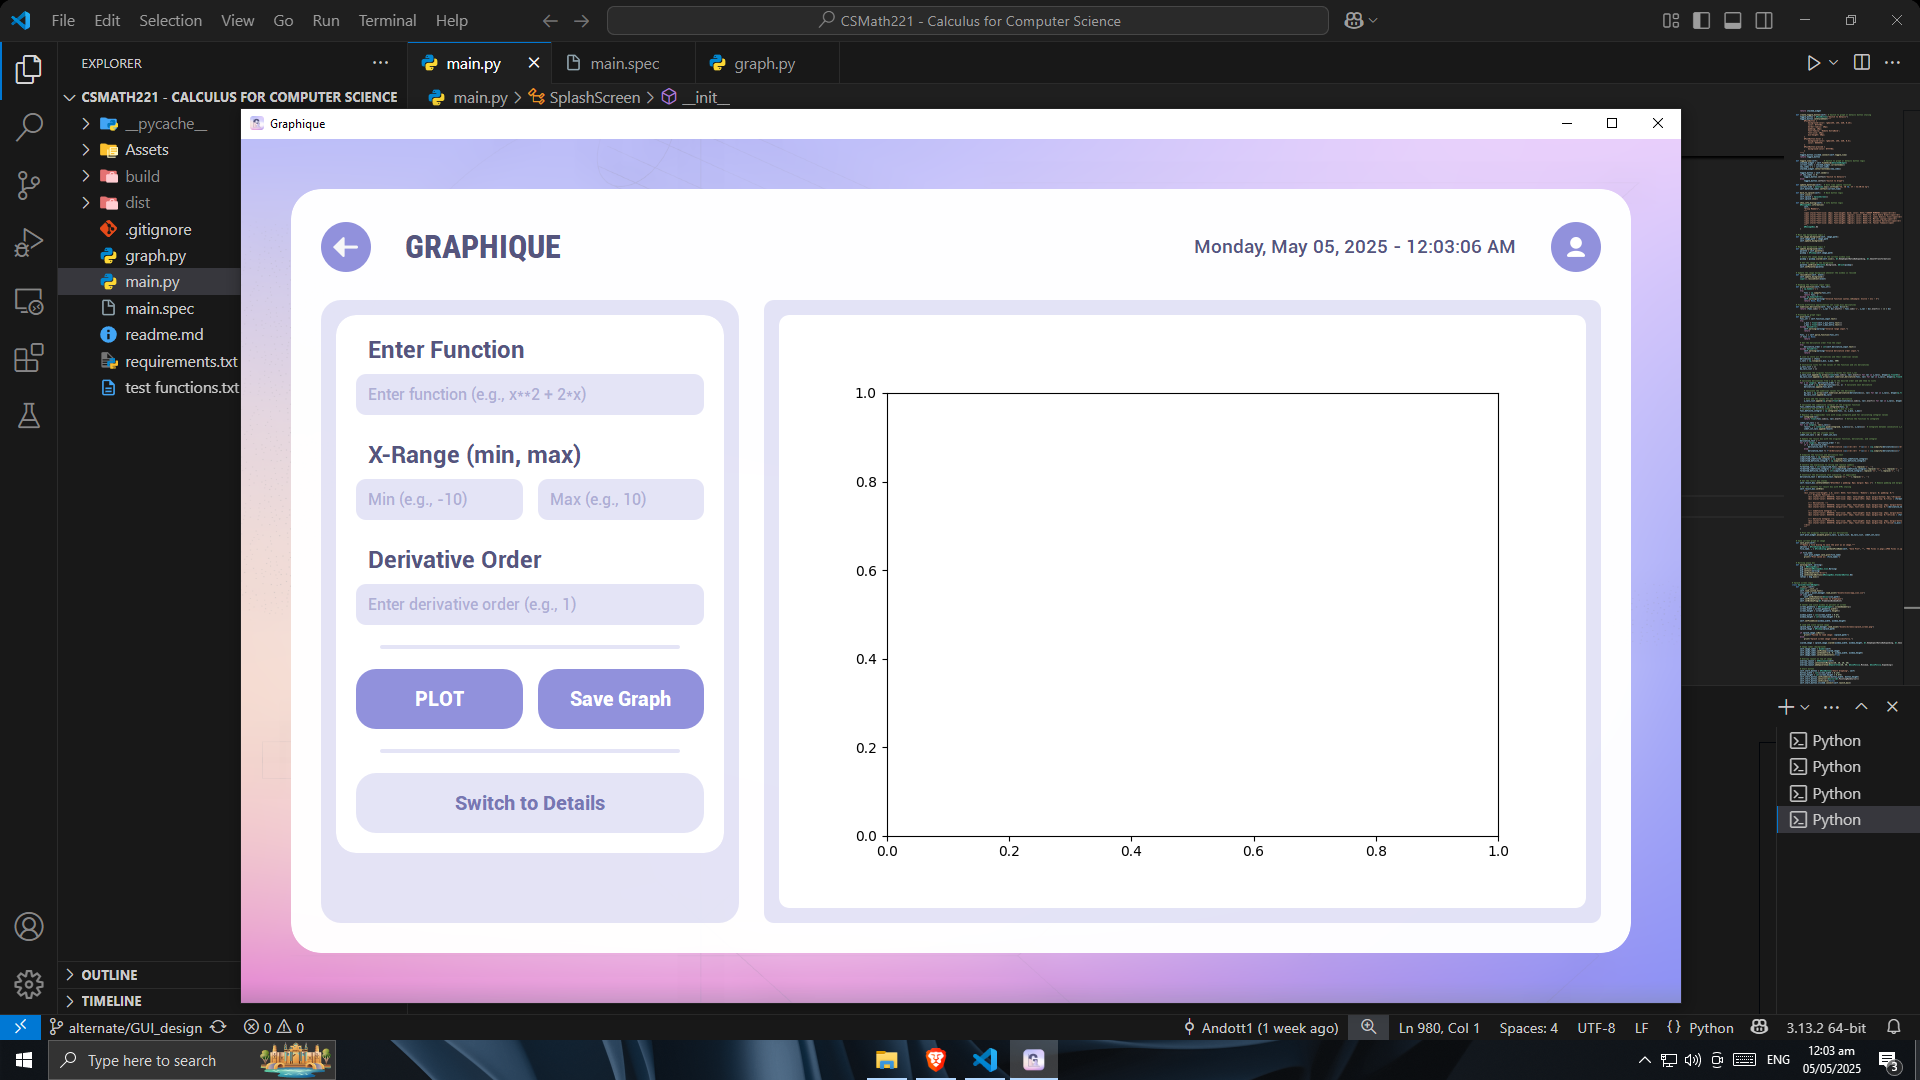 File Edit Selection View Go Run Terminal Help
CSMath221 - Calculus for Computer Science
EXPLORER
main.py
main.spec
graph.py
CSMATH221 - CALCULUS FOR COMPUTER SCIENCE
main.py > SplashScreen > __init__
__pycache__
Assets
build
dist
.gitignore
graph.py
main.py
main.spec
readme.md
requirements.txt
test functions.txt
OUTLINE
TIMELINE
Graphique
GRAPHIQUE
Monday, May 05, 2025 - 12:03:06 AM
Enter Function
Enter function (e.g., x**2 + 2*x)
X-Range (min, max)
Min (e.g., -10)
Max (e.g., 10)
Derivative Order
Enter derivative order (e.g., 1)
PLOT
Save Graph
Switch to Details
1.0
0.8
0.6
0.4
0.2
0.0
0.0 0.2 0.4 0.6 0.8 1.0
Python
Python
Python
Python
alternate/GUI_design
0 0
Andott1 (1 week ago)
Ln 980, Col 1
Spaces: 4
UTF-8
LF
{} Python
3.13.2 64-bit
Type here to search
ENG
12:03 am
05/05/2025
3